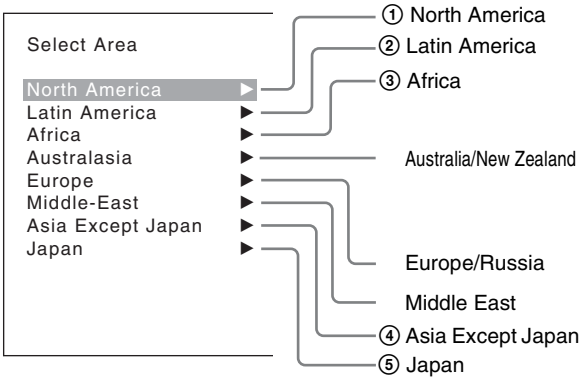 Select Area
North America ▶
Latin America ▶
Africa ▶
Australasia ▶
Europe ▶
Middle-East ▶
Asia Except Japan ▶
Japan ▶
① North America
② Latin America
③ Africa
Australia/New Zealand
Europe/Russia
Middle East
④ Asia Except Japan
⑤ Japan